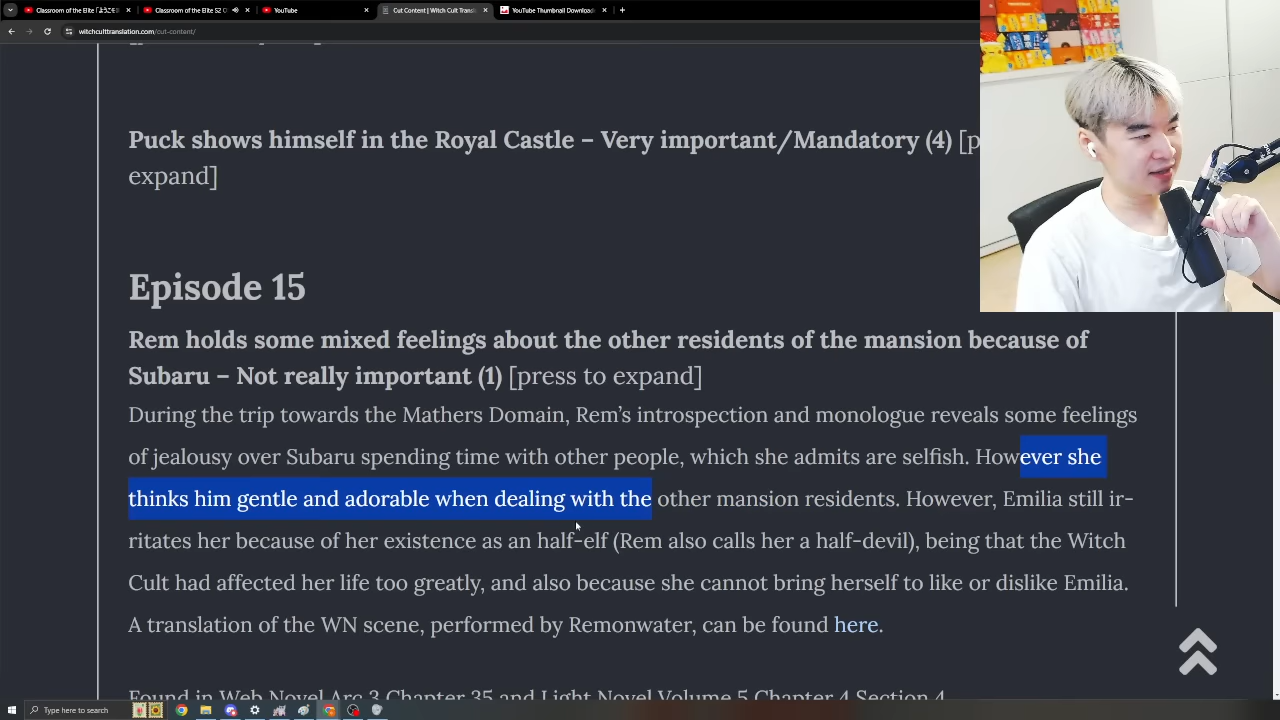 Classroom of the Elite 「ようこそ
Classroom of the Elite S2 C
YouTube
Cut Content | Witch Cult Trans
YouTube Thumbnail Download
witchculttranslation.com/cut-content/
Puck shows himself in the Royal Castle – Very important/Mandatory (4) [p
expand]
Episode 15
Rem holds some mixed feelings about the other residents of the mansion because of
Subaru – Not really important (1) [press to expand]
During the trip towards the Mathers Domain, Rem’s introspection and monologue reveals some feelings
of jealousy over Subaru spending time with other people, which she admits are selfish. However she
thinks him gentle and adorable when dealing with the other mansion residents. However, Emilia still ir-
ritates her because of her existence as an half-elf (Rem also calls her a half-devil), being that the Witch
Cult had affected her life too greatly, and also because she cannot bring herself to like or dislike Emilia.
A translation of the WN scene, performed by Remonwater, can be found here.
Found in Web Novel Arc 3 Chapter 35 and Light Novel Volume 5 Chapter 4 Section 4
Type here to search